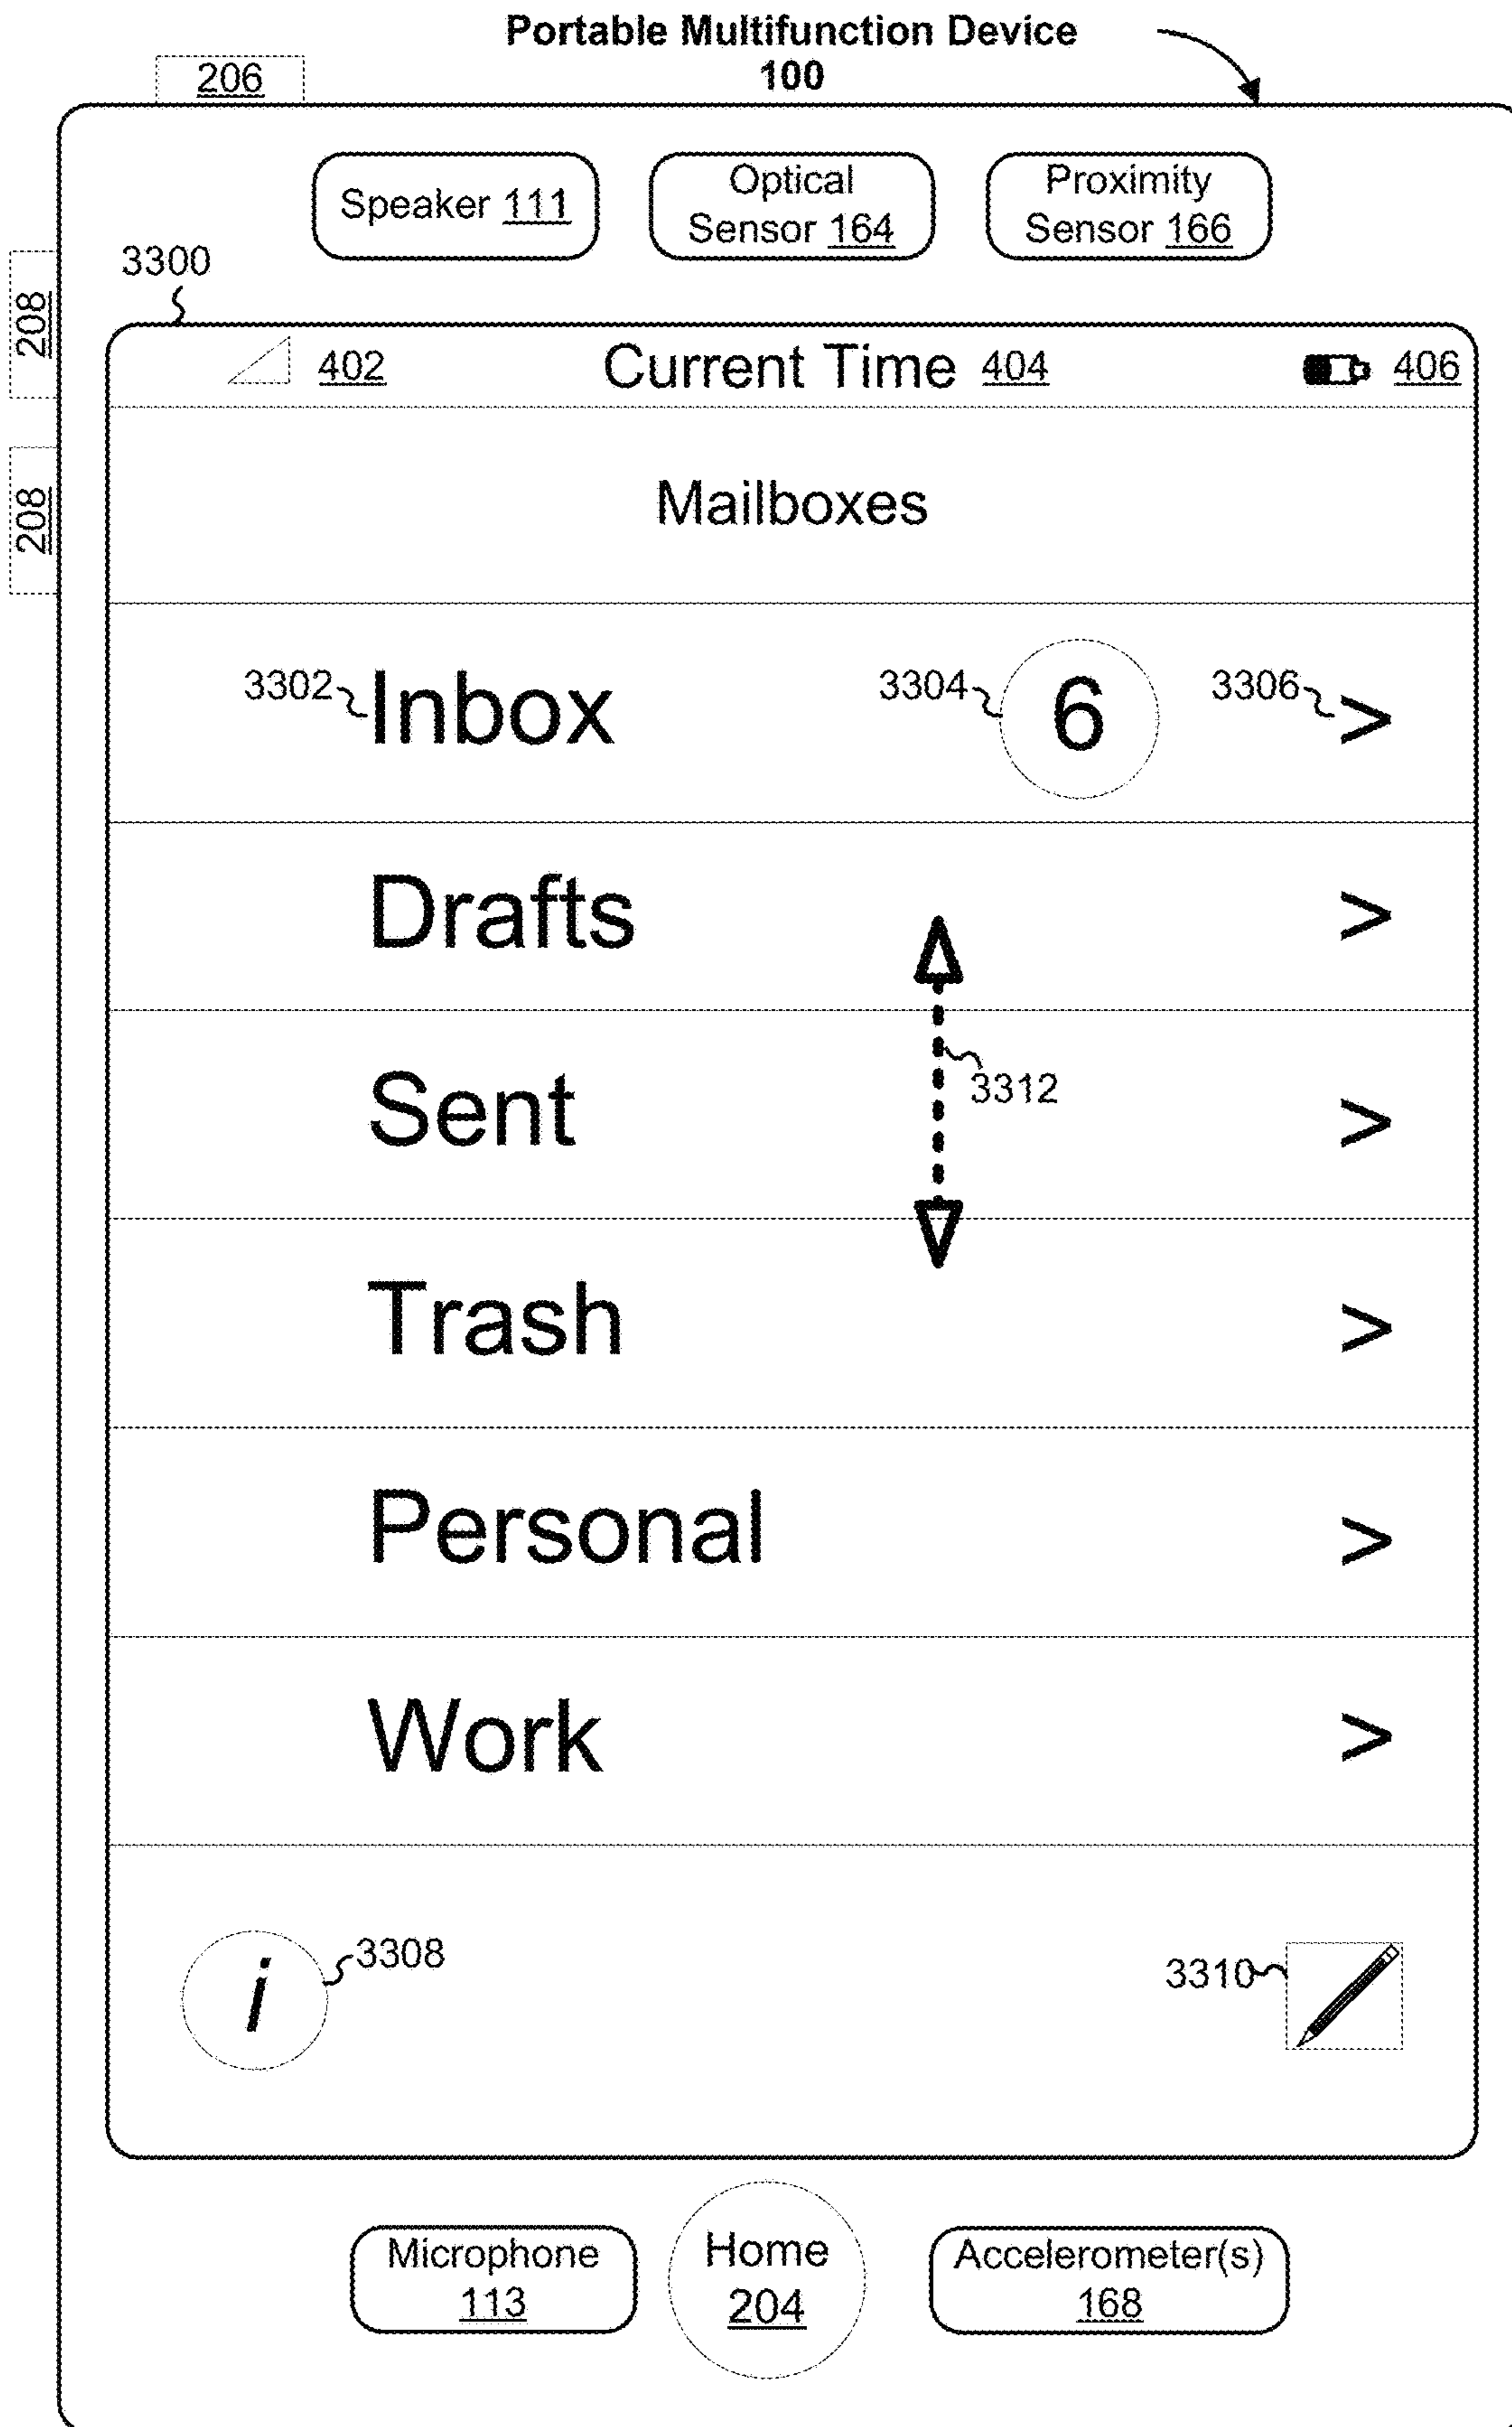 Portable Multifunction Device
100
206
Speaker 111
Optical
Sensor 164
Proximity
Sensor 166
208
3300
402 Current Time 404 406
208
Mailboxes
3302 Inbox 3304 6 3306 >
Drafts >
Sent 3312 >
Trash >
Personal >
Work >
i 3308 3310
Microphone
113
Home
204
Accelerometer(s)
168